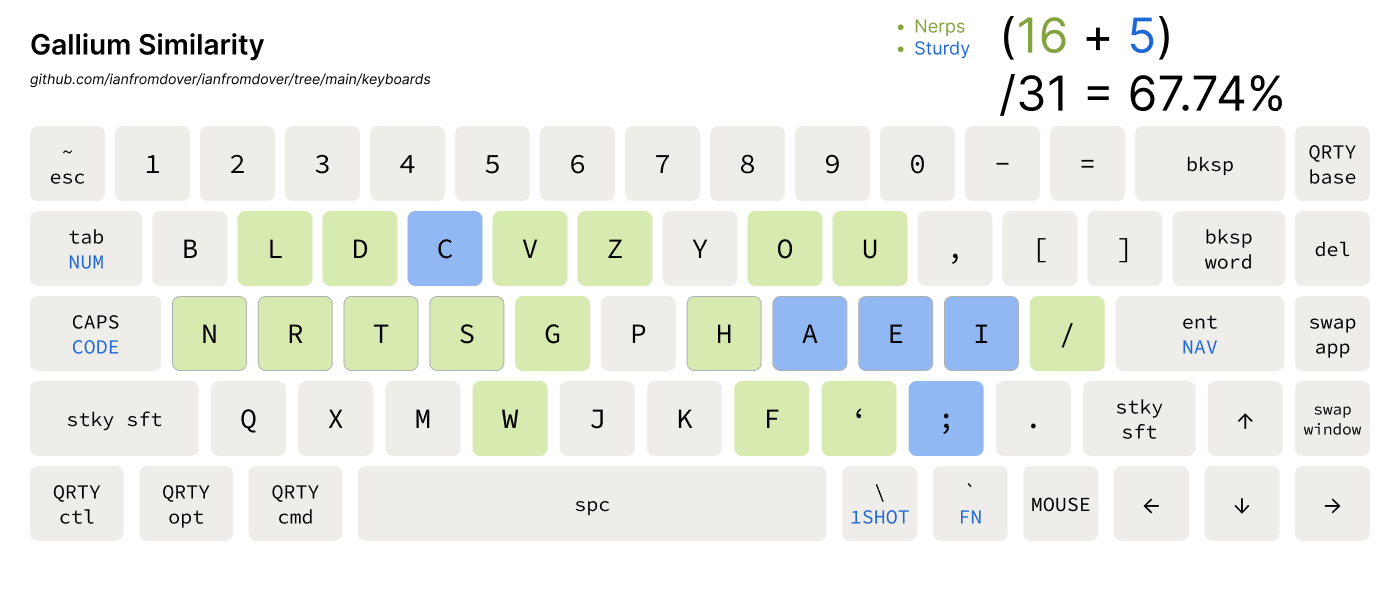 Gallium Similarity
github.com/ianfromdover/ianfromdover/tree/main/keyboards
• Nerps
• Sturdy
(16 + 5)
/31 = 67.74%
~
esc
1 2 3 4 5 6 7 8 9 0 − = bksp
QRTY
base
tab
NUM
B L D C V Z Y O U , [ ]
bksp
word
del
CAPS
CODE
N R T S G P H A E I /
ent
NAV
swap
app
stky sft Q X M W J K F ‘ ; .
stky
sft
↑
swap
window
QRTY
ctl
QRTY
opt
QRTY
cmd
spc
\
1SHOT
`
FN
MOUSE
← ↓ →